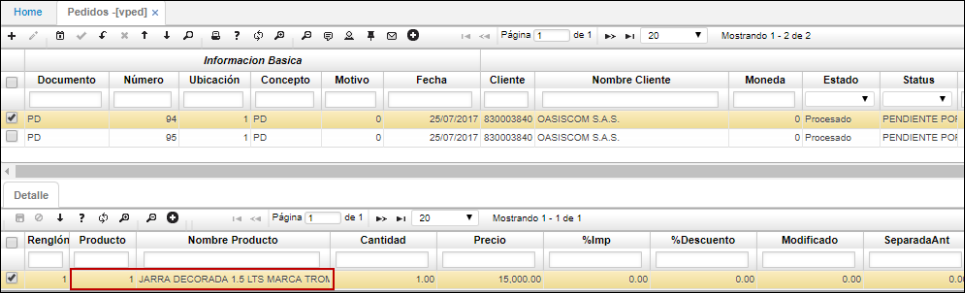 Home Pedidos -[vped] x
Página 1 de 1 20 Mostrando 1 - 2 de 2
Informacion Basica
Documento Número Ubicación Concepto Motivo Fecha Cliente Nombre Cliente Moneda Estado Status
PD 94 1 PD 0 25/07/2017 830003840 OASISCOM S.A.S. 0 Procesado PENDIENTE POR
PD 95 1 PD 0 25/07/2017 830003840 OASISCOM S.A.S. 0 Procesado PENDIENTE POR
Detalle
Página 1 de 1 20 Mostrando 1 - 1 de 1
Renglón Producto Nombre Producto Cantidad Precio %Imp %Descuento Modificado SeparadaAnt
1 1 JARRA DECORADA 1.5 LTS MARCA TROM 1.00 15,000.00 0.00 0.00 0.00 0.00